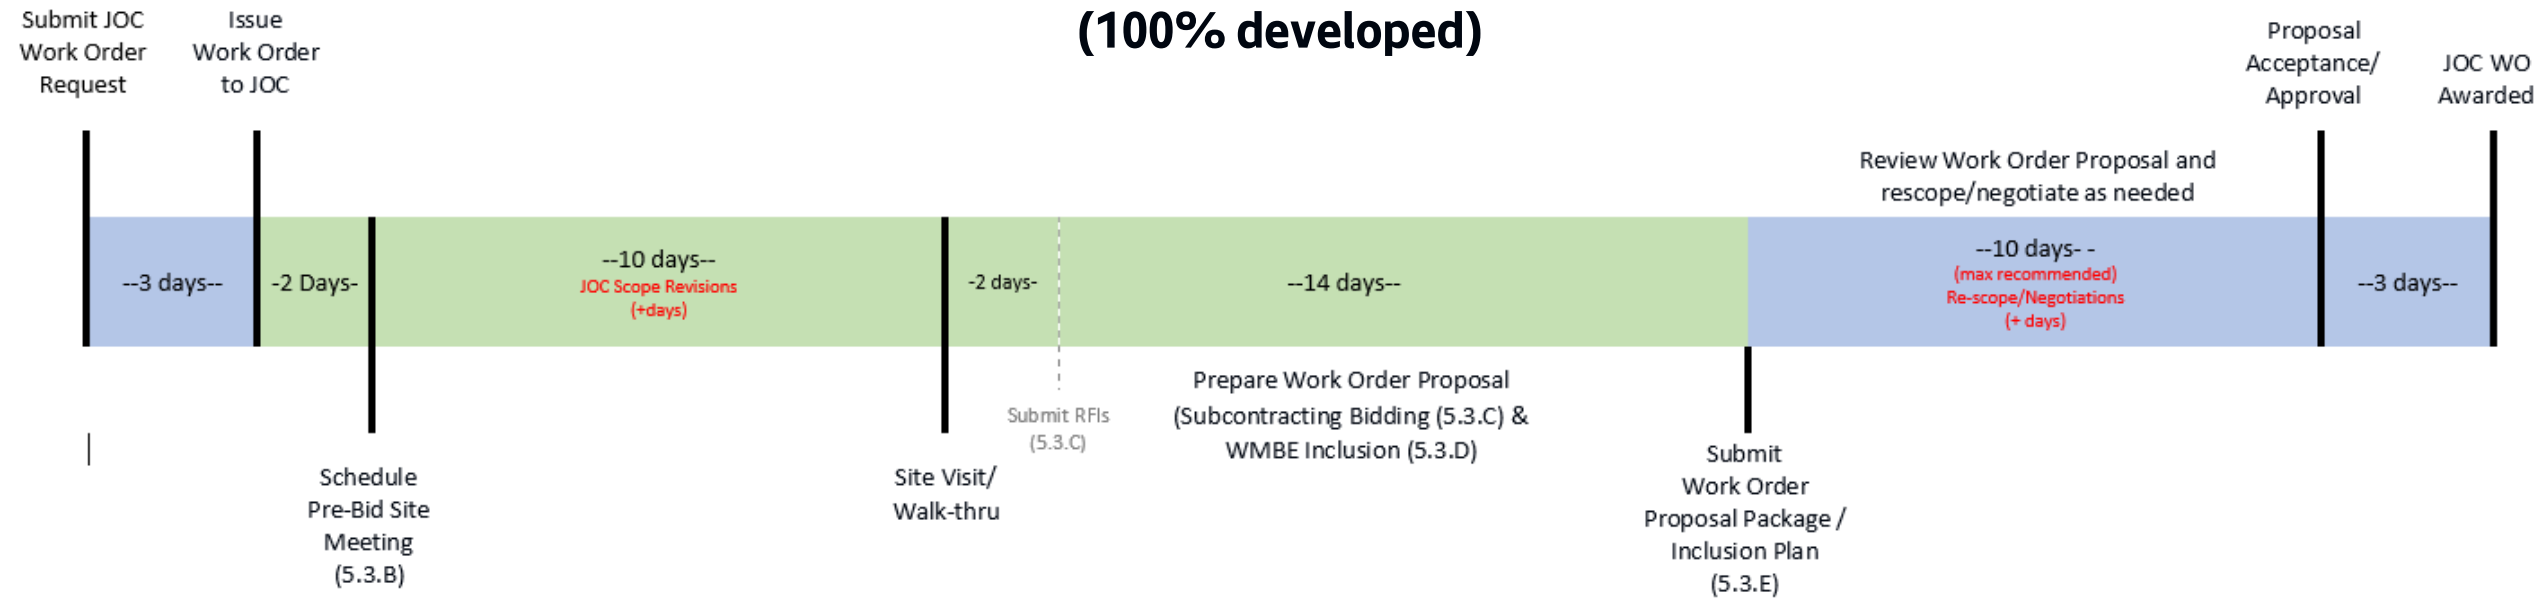 (100% developed)
Submit JOC
Work Order
Request
Issue
Work Order
to JOC
Proposal
Acceptance/
Approval
JOC WO
Awarded
Review Work Order Proposal and
rescope/negotiate as needed
--3 days--
-2 Days-
--10 days--
JOC Scope Revisions
(+days)
-2 days-
--14 days--
--10 days- -
(max recommended)
Re-scope/Negotiations
(+ days)
--3 days--
Schedule
Pre-Bid Site
Meeting
(5.3.B)
Site Visit/
Walk-thru
Submit RFIs
(5.3.C)
Prepare Work Order Proposal
(Subcontracting Bidding (5.3.C) &
WMBE Inclusion (5.3.D)
Submit
Work Order
Proposal Package /
Inclusion Plan
(5.3.E)